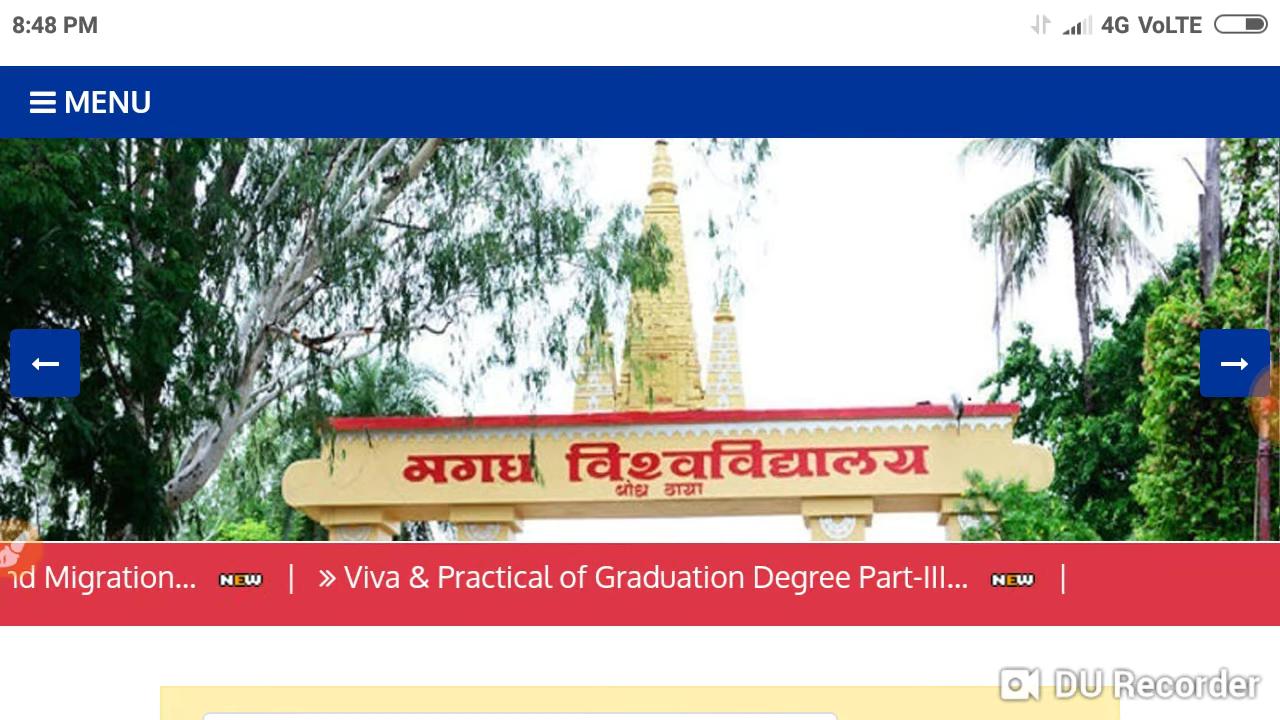 8:48 PM
4G VoLTE
MENU
मगध विश्वविद्यालय
बोध गया
nd Migration... NEW | » Viva & Practical of Graduation Degree Part-III... NEW |
DU Recorder